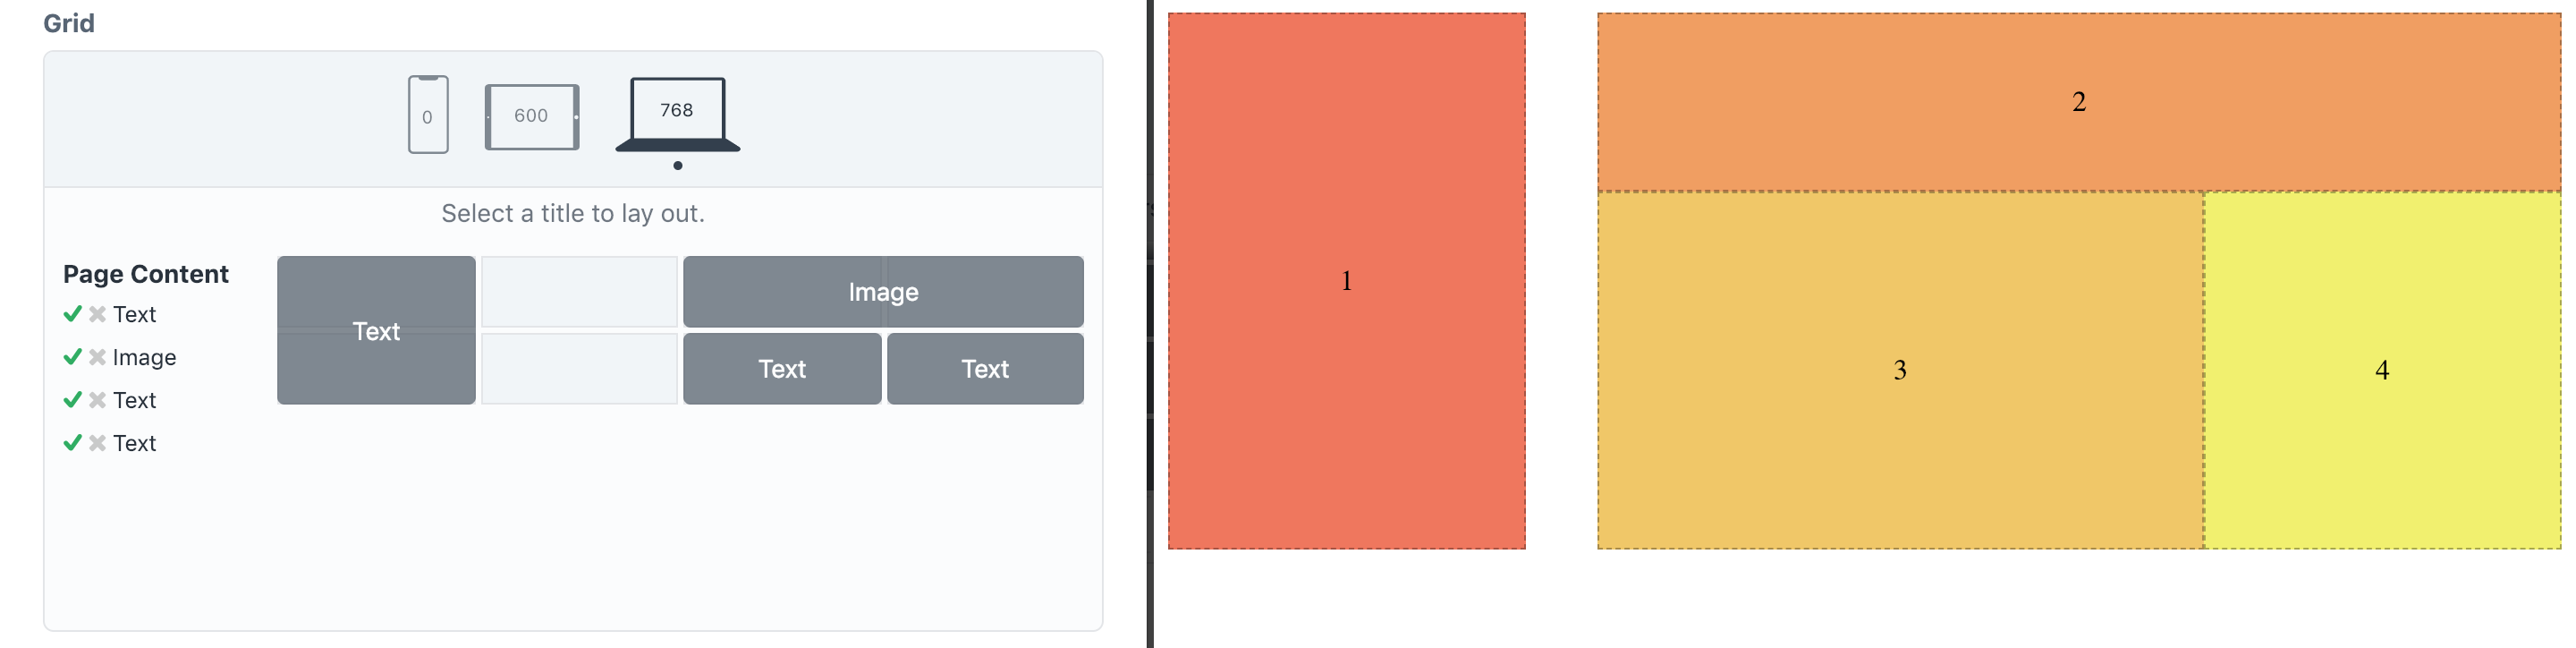 Grid
0
600
768
Select a title to lay out.
Page Content
Text
Image
Text
Text
Text
Image
Text
Text
1
2
3
4